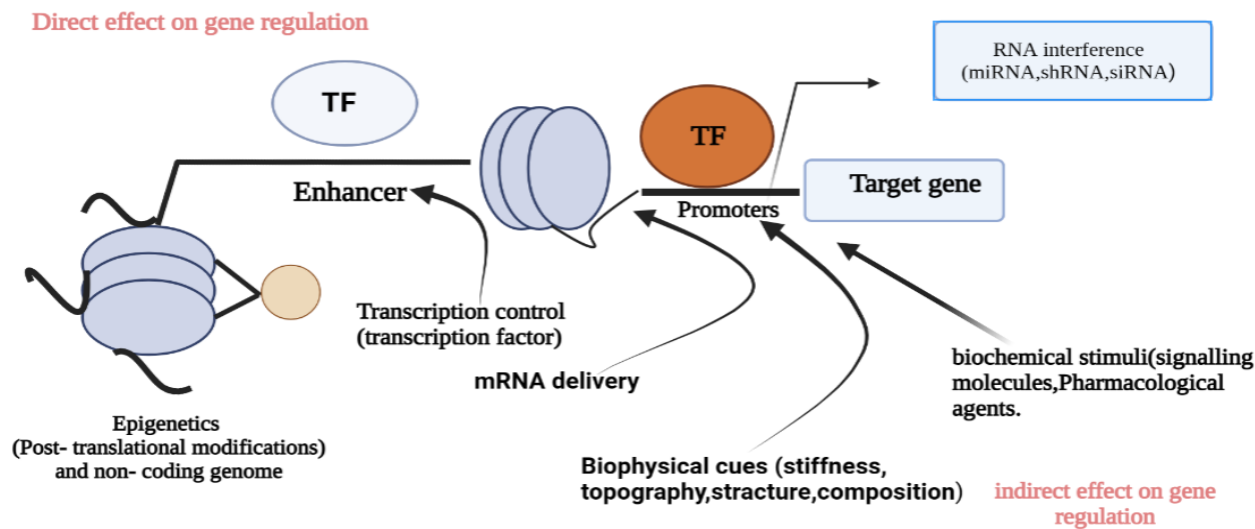 Direct effect on gene regulation
RNA interference
(miRNA,shRNA,siRNA)
TF
TF
Enhancer
Promoters
Target gene
Transcription control
(transcription factor)
mRNA delivery
biochemical stimuli(signalling
molecules,Pharmacological
agents.
Epigenetics
(Post- translational modifications)
and non- coding genome
Biophysical cues (stiffness,
topography,stracture,composition)
indirect effect on gene
regulation